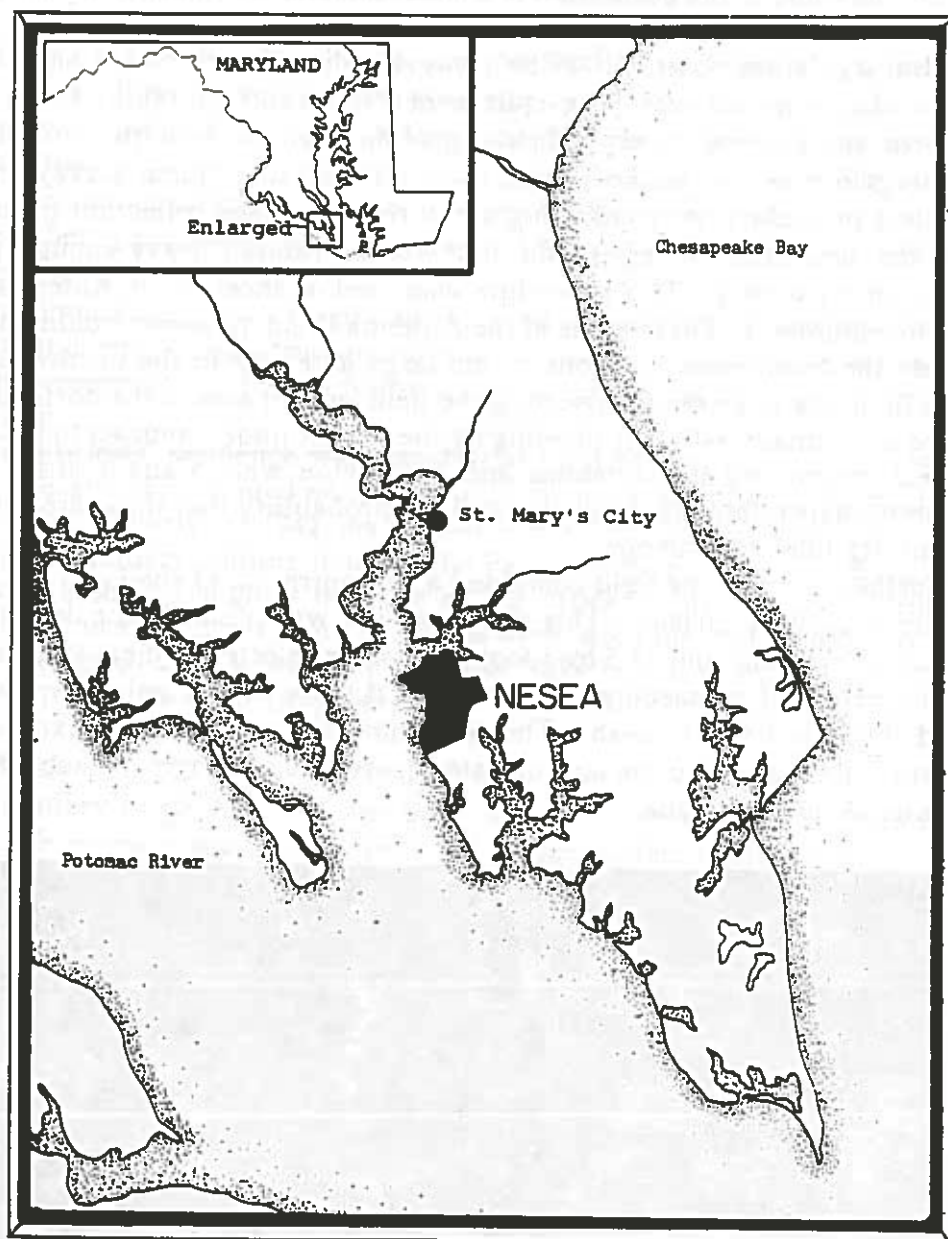 MARYLAND
Enlarged
Chesapeake Bay
St. Mary's City
NESEA
Potomac River